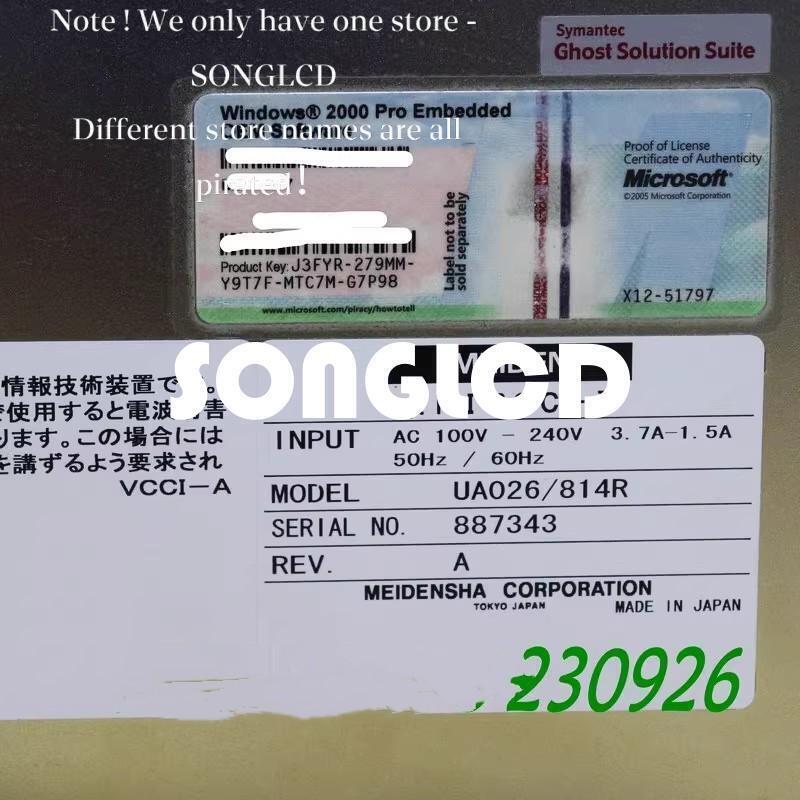 Note ! We only have one store -
SONGLCD
Different store names are all
pirated !
Symantec
Ghost Solution Suite
Windows® 2000 Pro Embedded
Proof of License
Certificate of Authenticity
Microsoft®
©2005 Microsoft Corporation
Label not to be
sold separately
Product Key: J3FYR-279MM-
Y9T7F-MTC7M-G7P98
X12-51797
www.microsoft.com/piracy/howtotell
SONGLCD
MEIDEN
情報技術装置で
使用すると電波
ります。この場合には
を講ずるよう要求され
VCCI-A
INPUT AC 100V - 240V 3.7A-1.5A
50Hz / 60Hz
MODEL UA026/814R
SERIAL NO. 887343
REV. A
MEIDENSHA CORPORATION
TOKYO JAPAN MADE IN JAPAN
230926